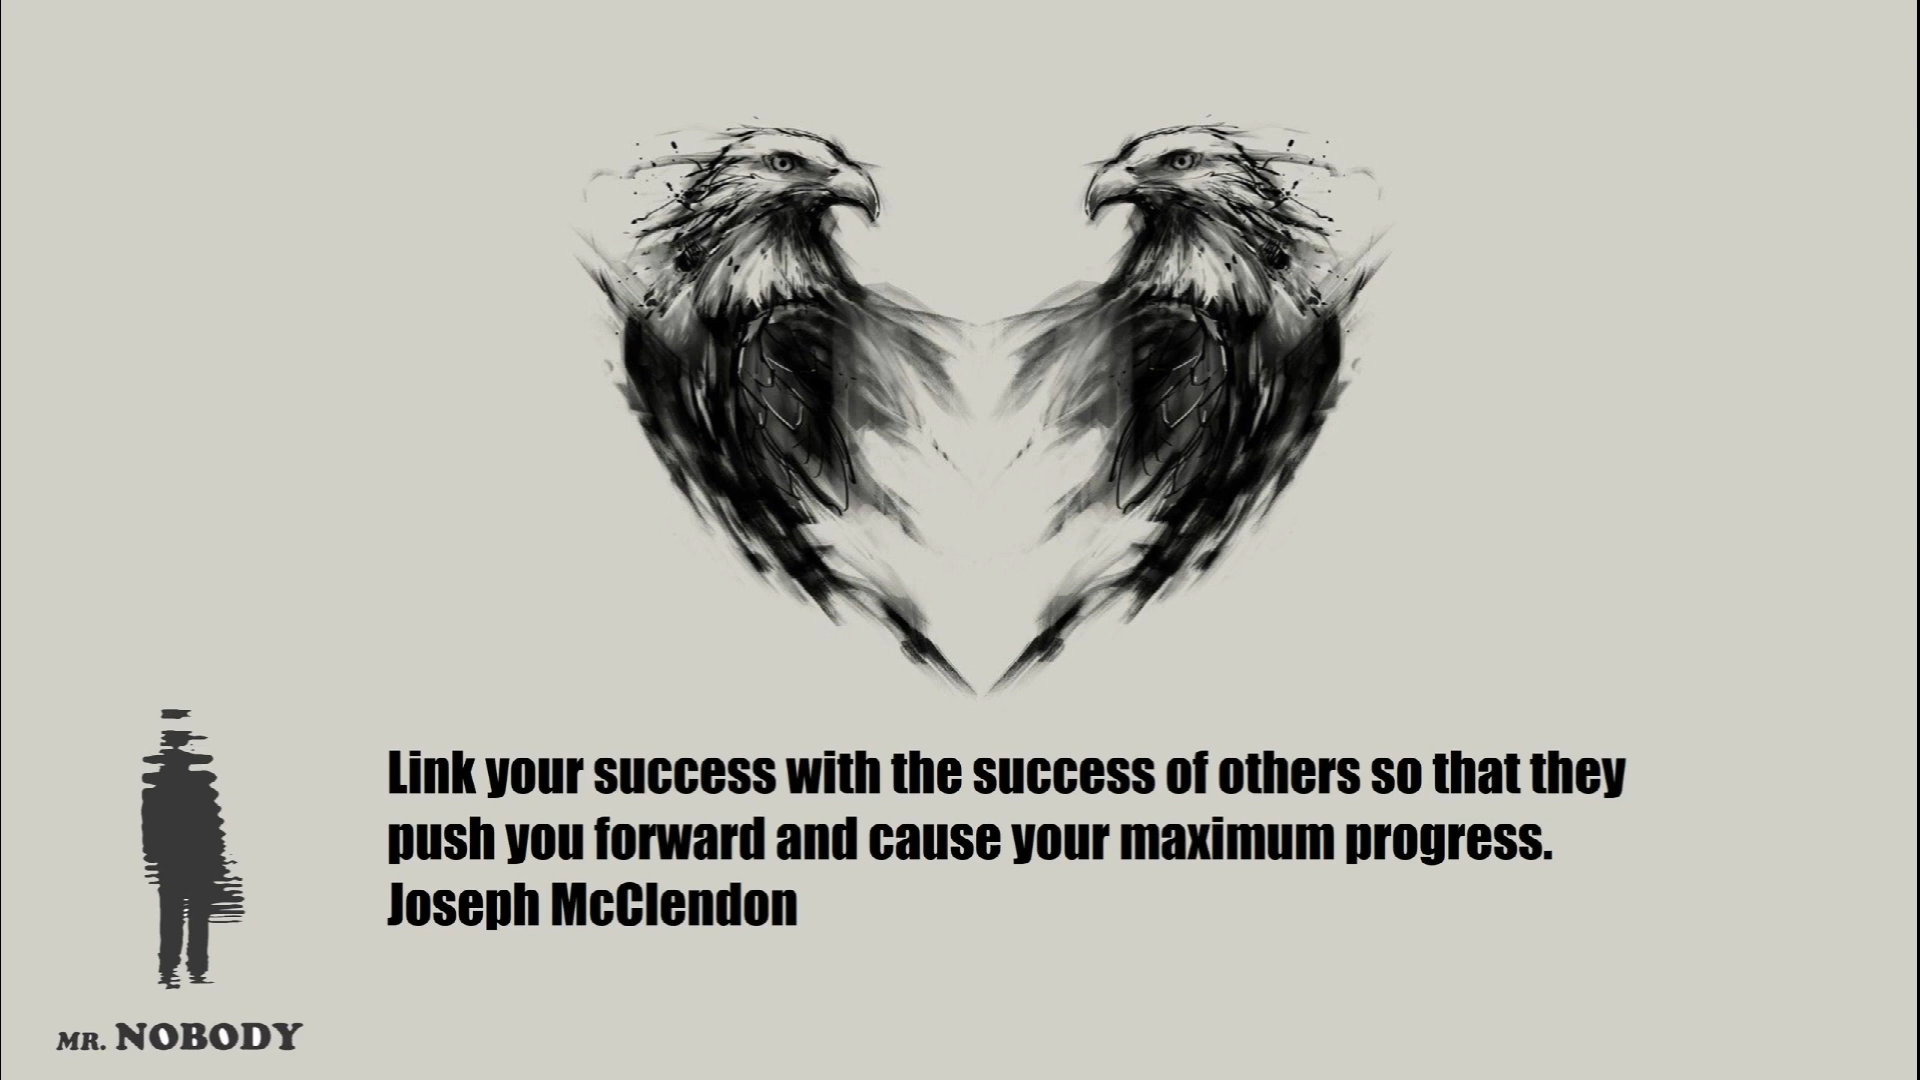 Link your success with the success of others so that they
push you forward and cause your maximum progress.
Joseph McClendon
MR. NOBODY